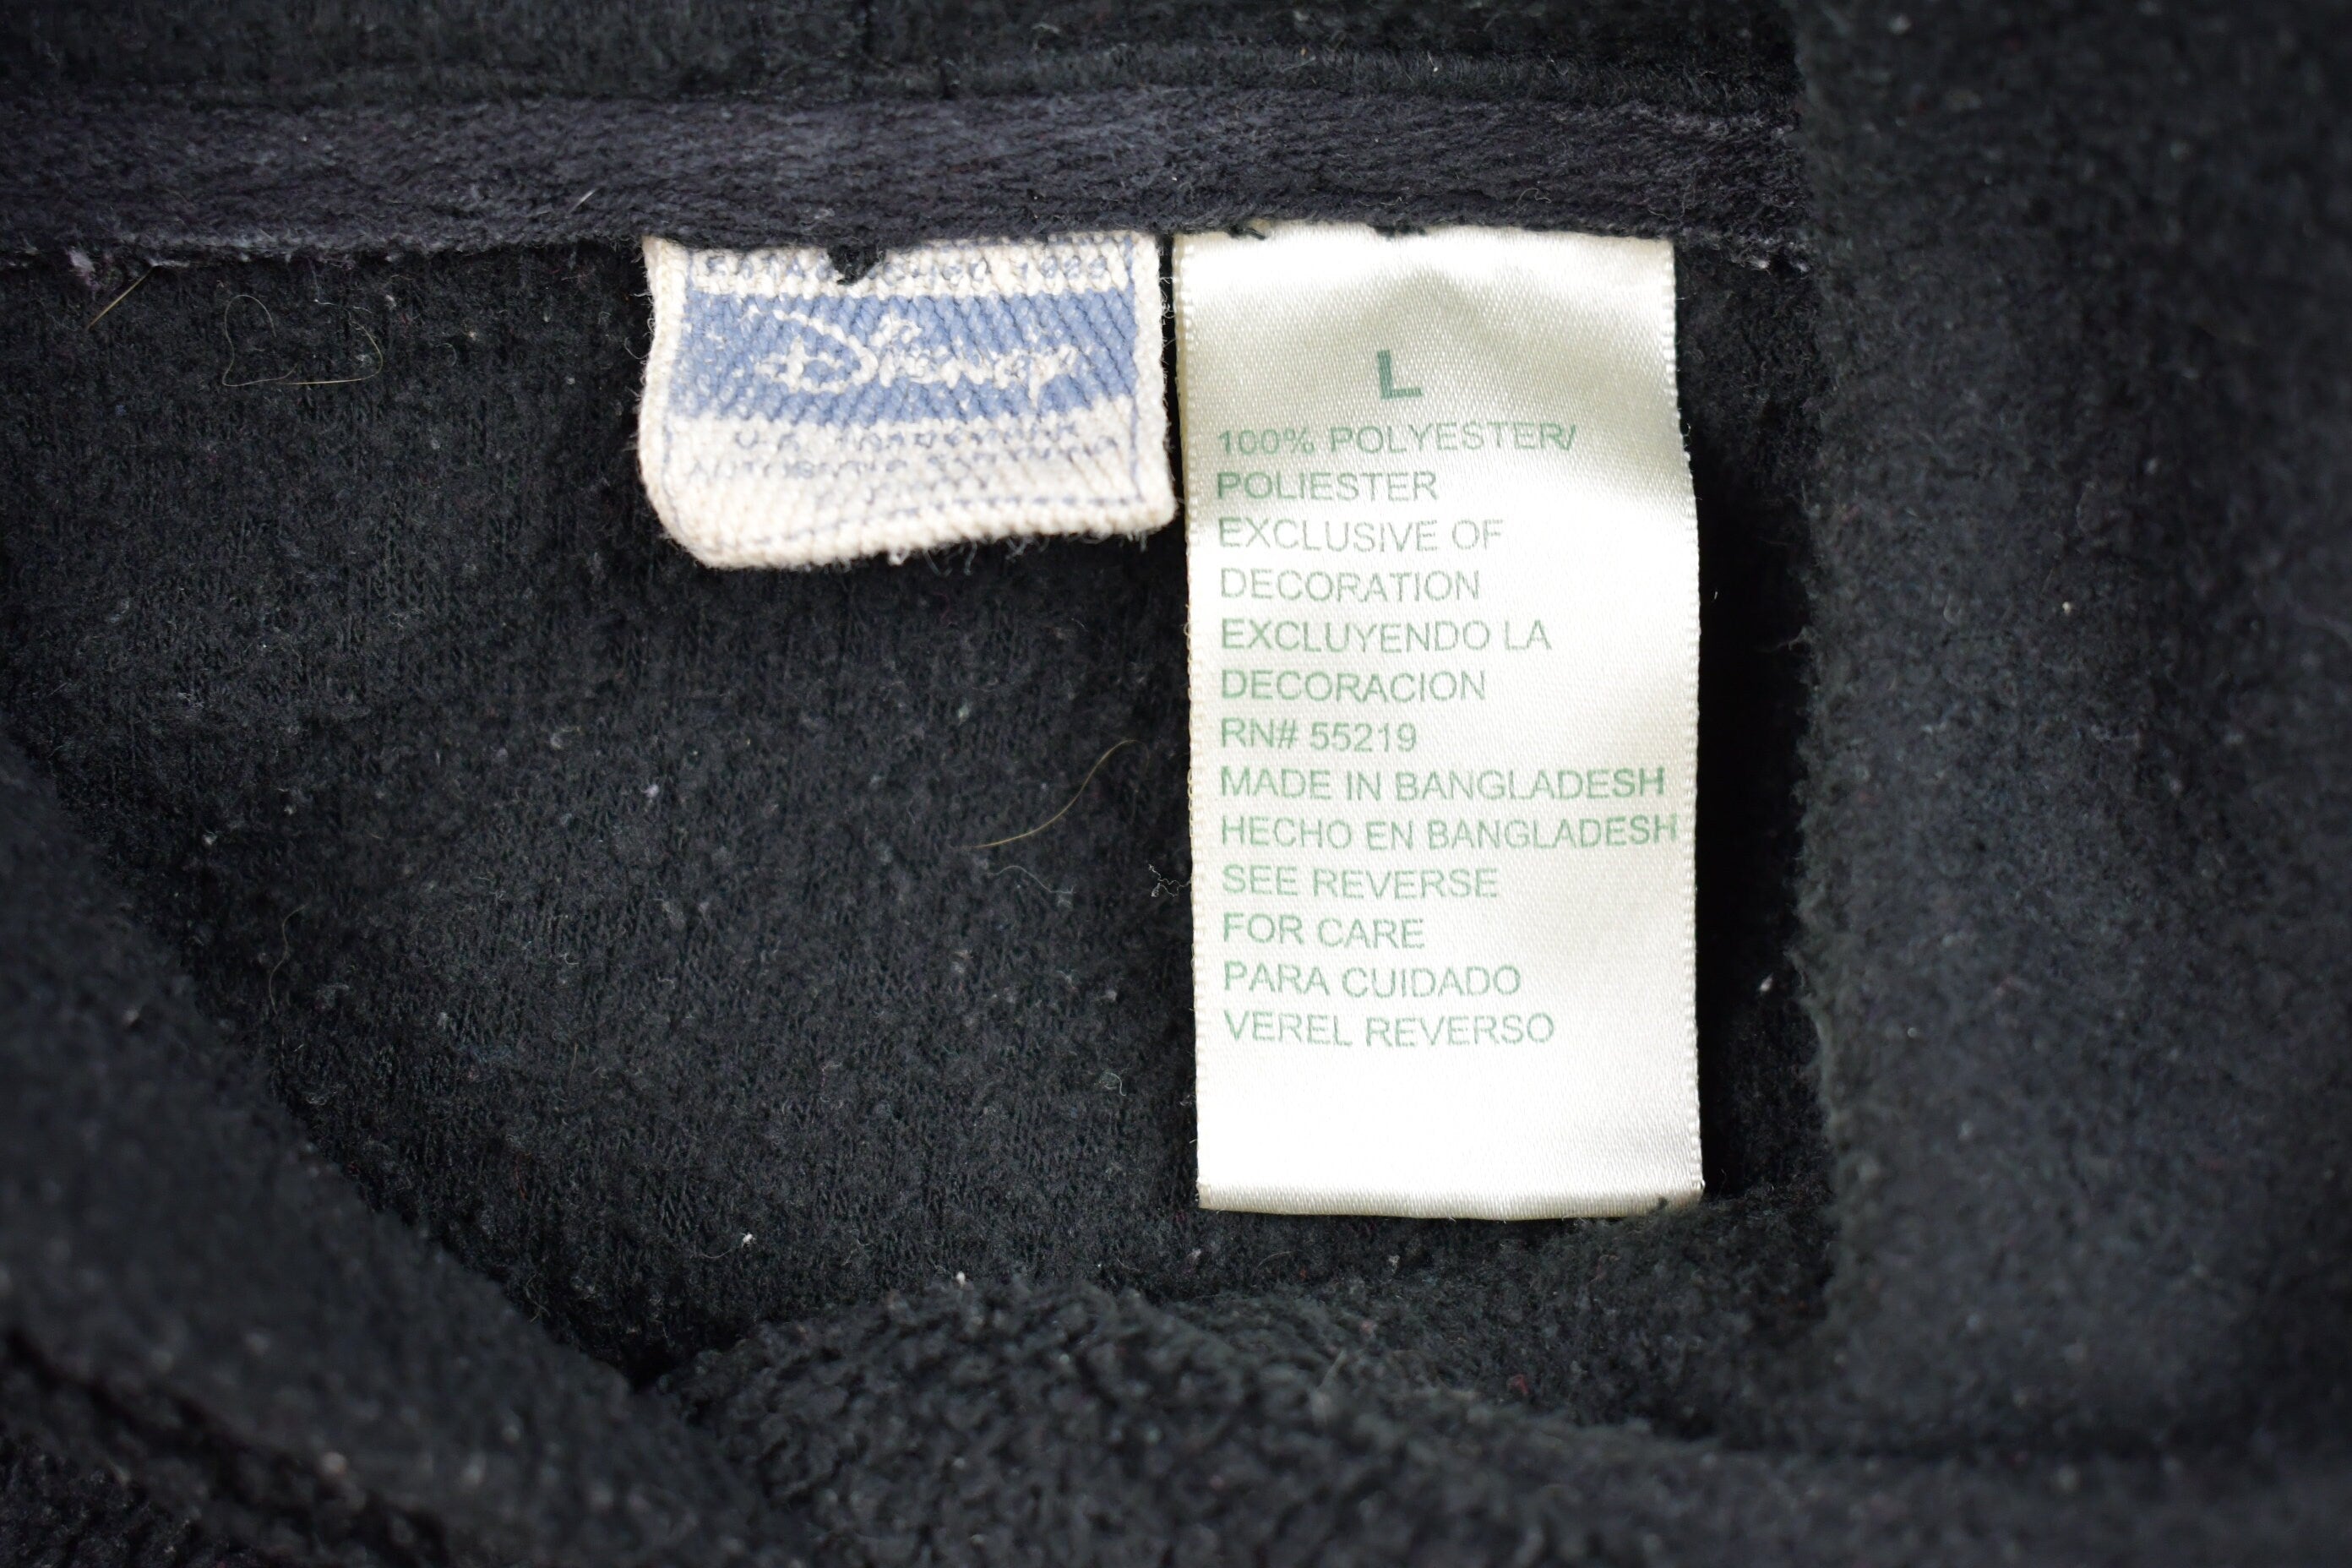 Disney
L
100% POLYESTER/
POLIESTER
EXCLUSIVE OF
DECORATION
EXCLUYENDO LA
DECORACION
RN# 55219
MADE IN BANGLADESH
HECHO EN BANGLADESH
SEE REVERSE
FOR CARE
PARA CUIDADO
VEREL REVERSO